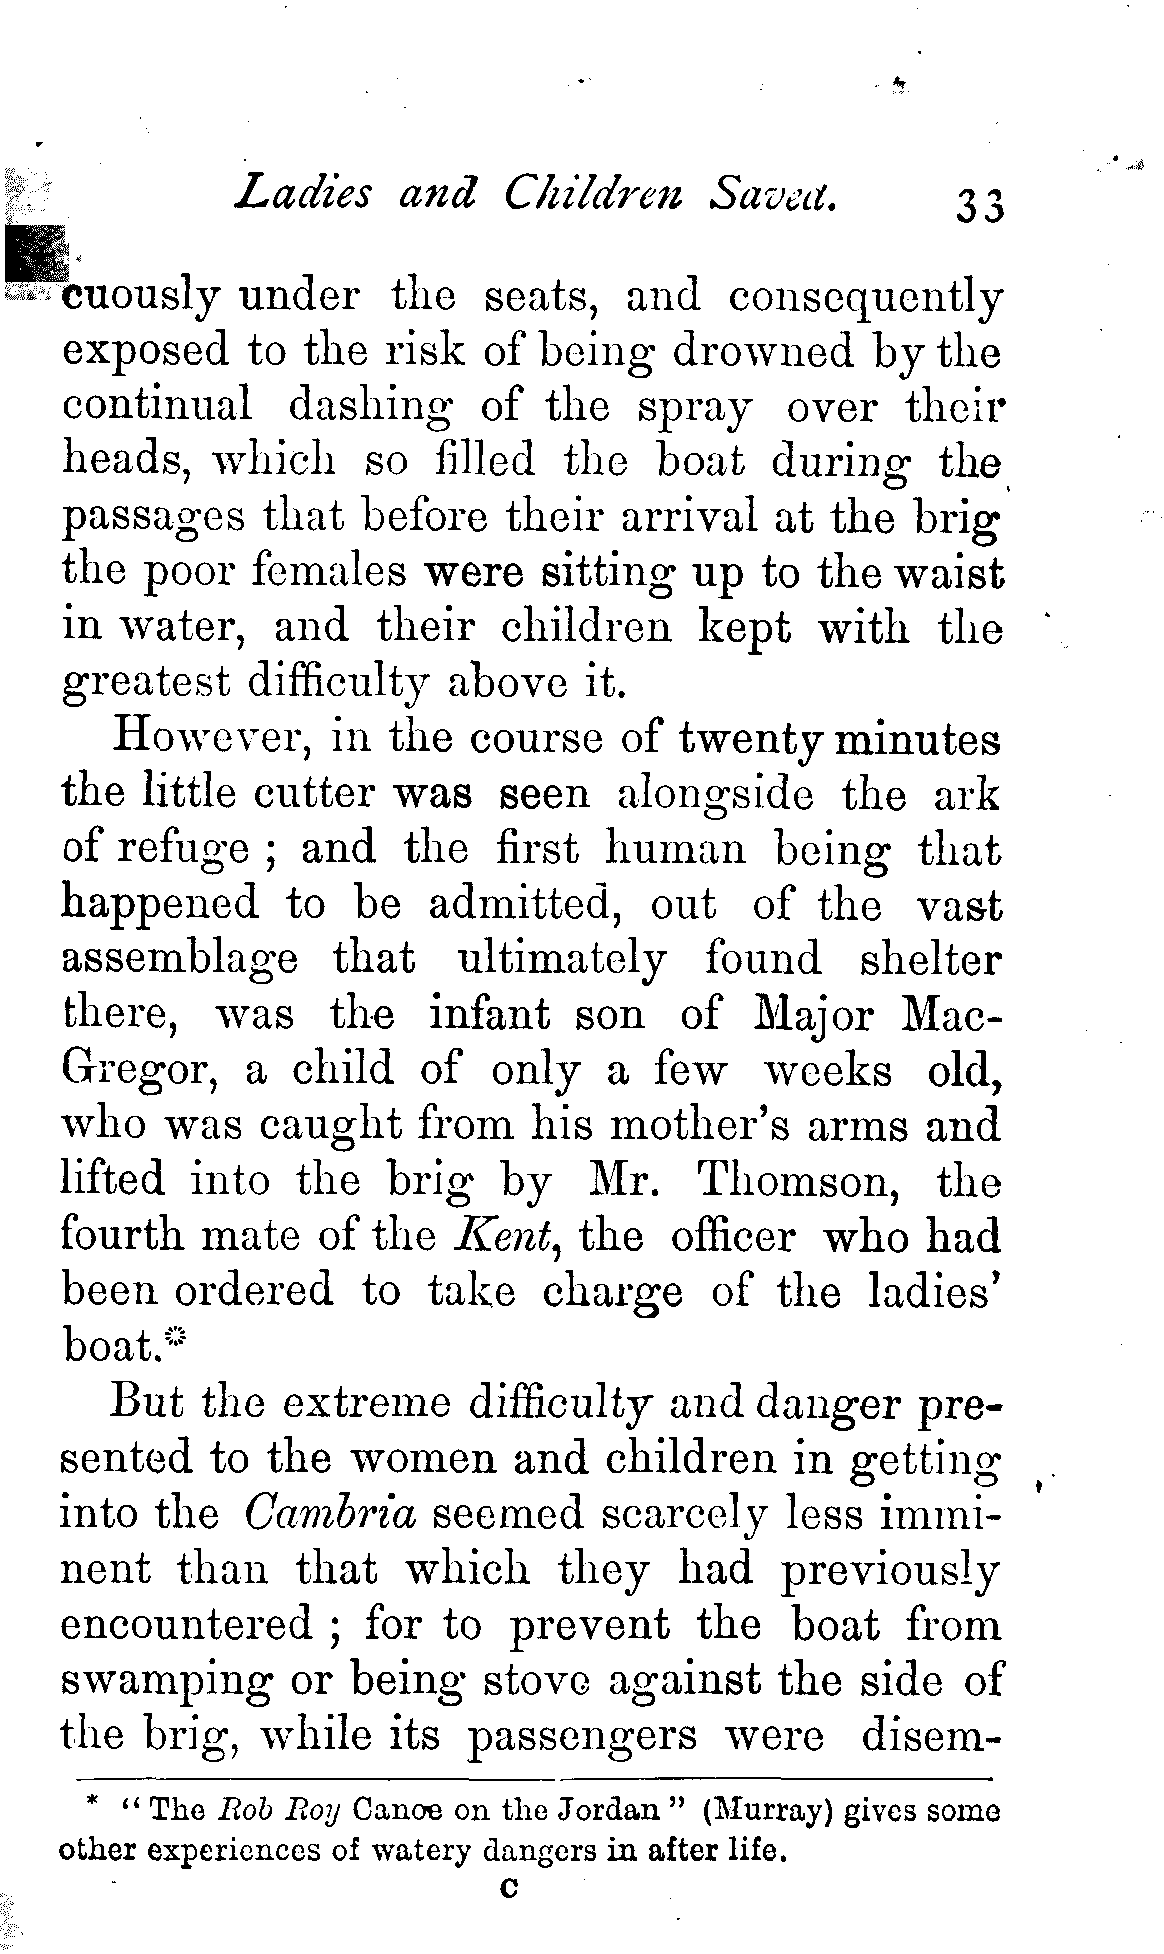 Ladies and Children Saved. 33
cuously under the seats, and consequently
exposed to the risk of being drowned by the
continual dashing of the spray over their
heads, which so filled the boat during the
passages that before their arrival at the brig
the poor females were sitting up to the waist
in water, and their children kept with the
greatest difficulty above it.
However, in the course of twenty minutes
the little cutter was seen alongside the ark
of refuge ; and the first human being that
happened to be admitted, out of the vast
assemblage that ultimately found shelter
there, was the infant son of Major Mac-
Gregor, a child of only a few weeks old,
who was caught from his mother's arms and
lifted into the brig by Mr. Thomson, the
fourth mate of the Kent, the officer who had
been ordered to take charge of the ladies'
boat.*
But the extreme difficulty and danger pre-
sented to the women and children in getting
into the Cambria seemed scarcely less immi-
nent than that which they had previously
encountered ; for to prevent the boat from
swamping or being stove against the side of
the brig, while its passengers were disem-
* "The Rob Roy Canoe on the Jordan" (Murray) gives some
other experiences of watery dangers in after life.
C